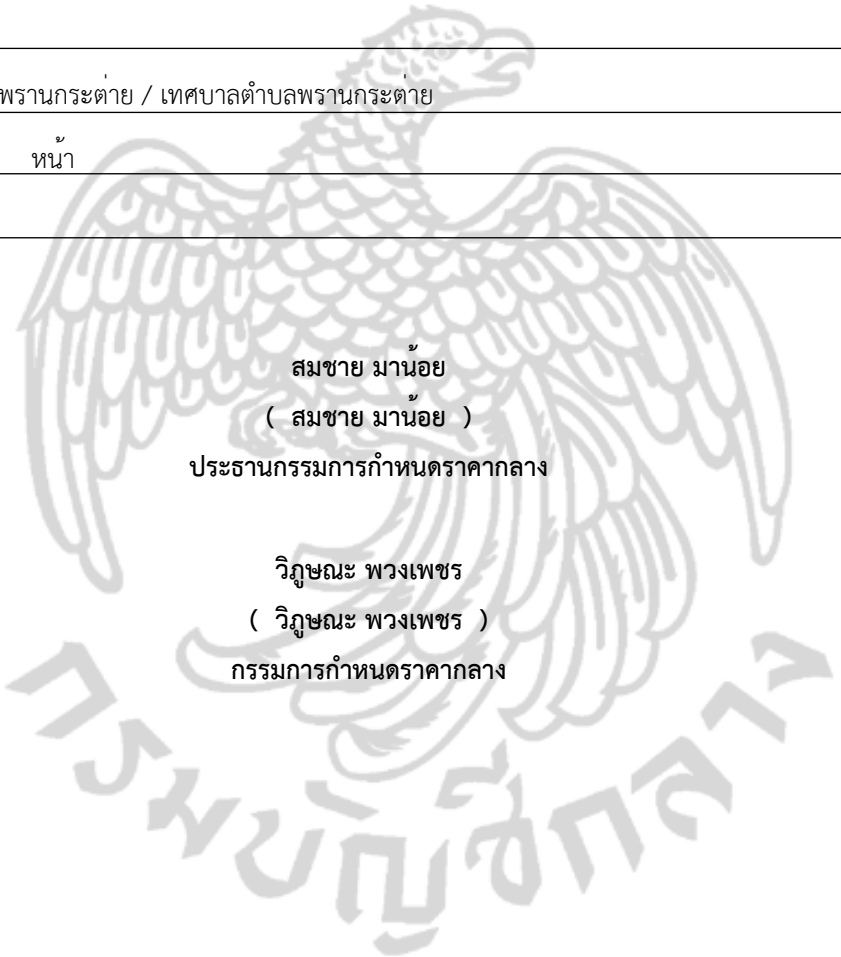 พรานกระต่าย / เทศบาลตำบลพรานกระต่าย
หน้า
สมชาย มาน้อย
( สมชาย มาน้อย )
ประธานกรรมการกำหนดราคากลาง
วิภูษณะ พวงเพชร
( วิภูษณะ พวงเพชร )
กรรมการกำหนดราคากลาง
กรมบัญชีกลาง